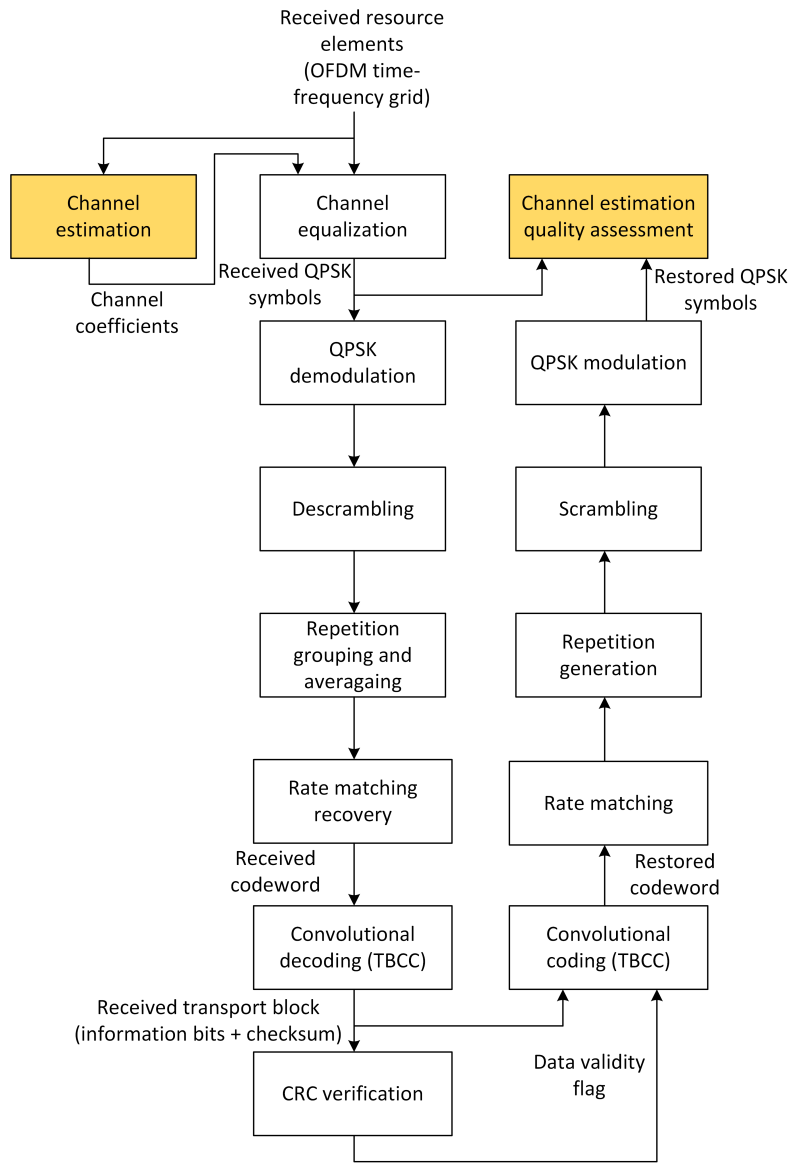 Received resource
elements
(OFDM time-
frequency grid)
Channel
estimation
Channel
equalization
Channel estimation
quality assessment
Channel
coefficients
Received QPSK
symbols
Restored QPSK
symbols
QPSK
demodulation
QPSK modulation
Descrambling
Scrambling
Repetition
grouping and
averagaing
Repetition
generation
Rate matching
recovery
Rate matching
Received
codeword
Restored
codeword
Convolutional
decoding (TBCC)
Convolutional
coding (TBCC)
Received transport block
(information bits + checksum)
CRC verification
Data validity
flag